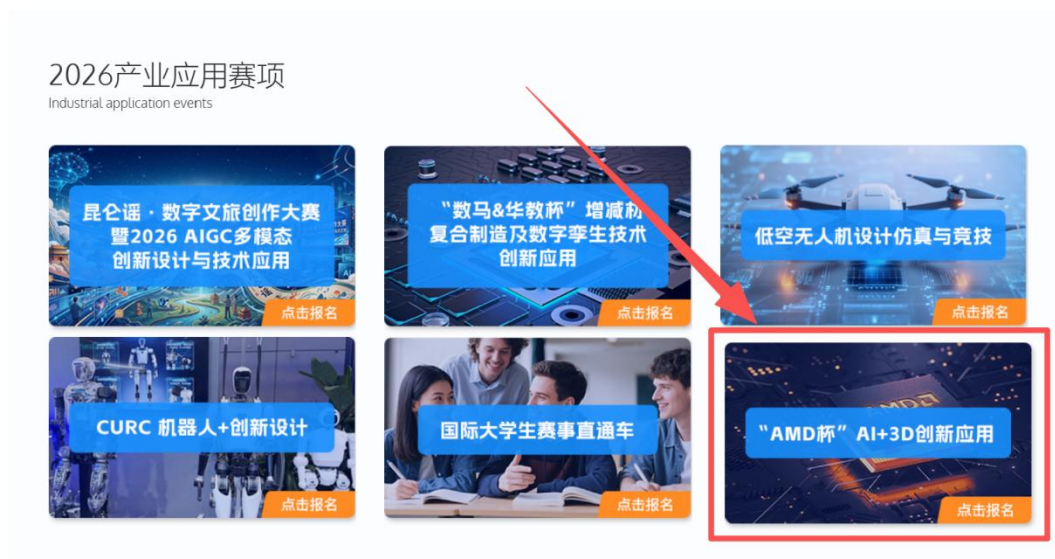 2026产业应用赛项
Industrial application events
昆仑谣·数字文旅创作大赛
暨2026 AIGC多模态
创新设计与技术应用
点击报名
“数马&华教杯”增减材
复合制造及数字孪生技术
创新应用
点击报名
低空无人机设计仿真与竞技
点击报名
CURC 机器人+创新设计
点击报名
国际大学生赛事直通车
点击报名
AMD
“AMD杯”AI+3D创新应用
点击报名